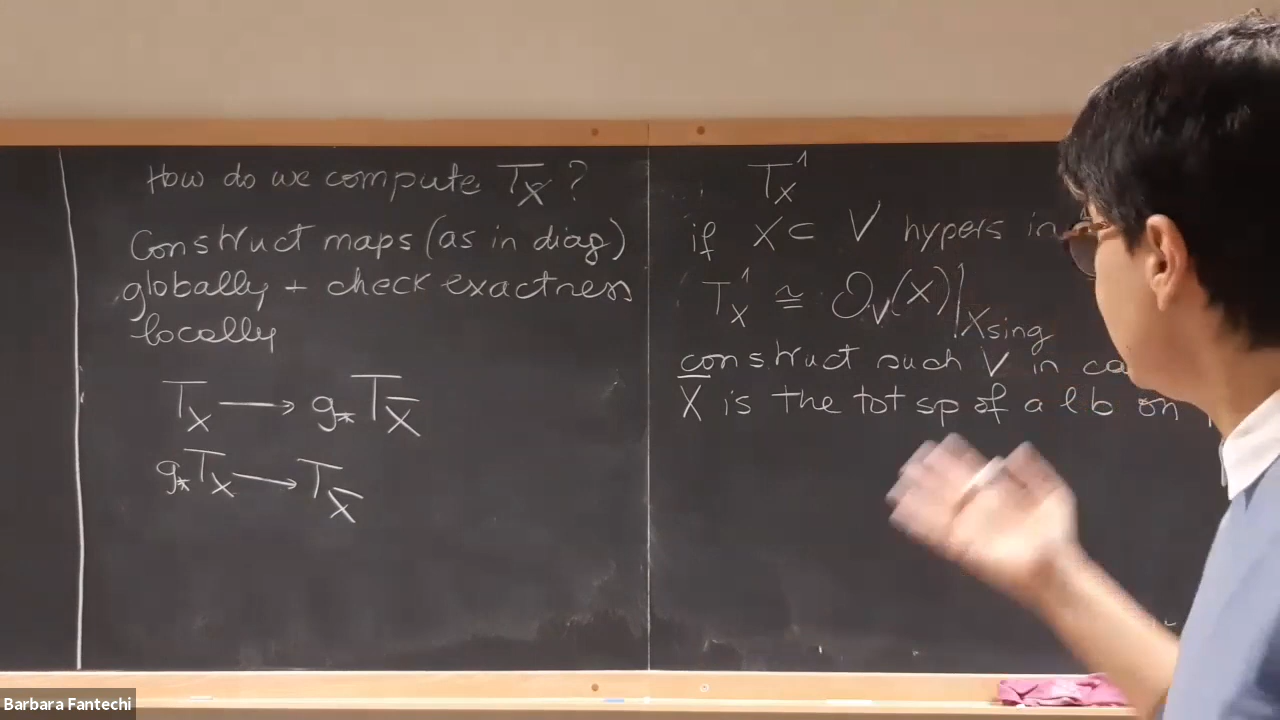 How do we compute T_X ?
Construct maps (as in diag)
globally + check exactness
locally
T_X → g_* T_X̅
g_* T_X → T_X̅
T_X^1
if X ⊂ V hypers in
T_X^1 ≅ O_V(X)|_Xsing
construct such V in
X̅ is the tot sp of a l b on
Barbara Fantechi